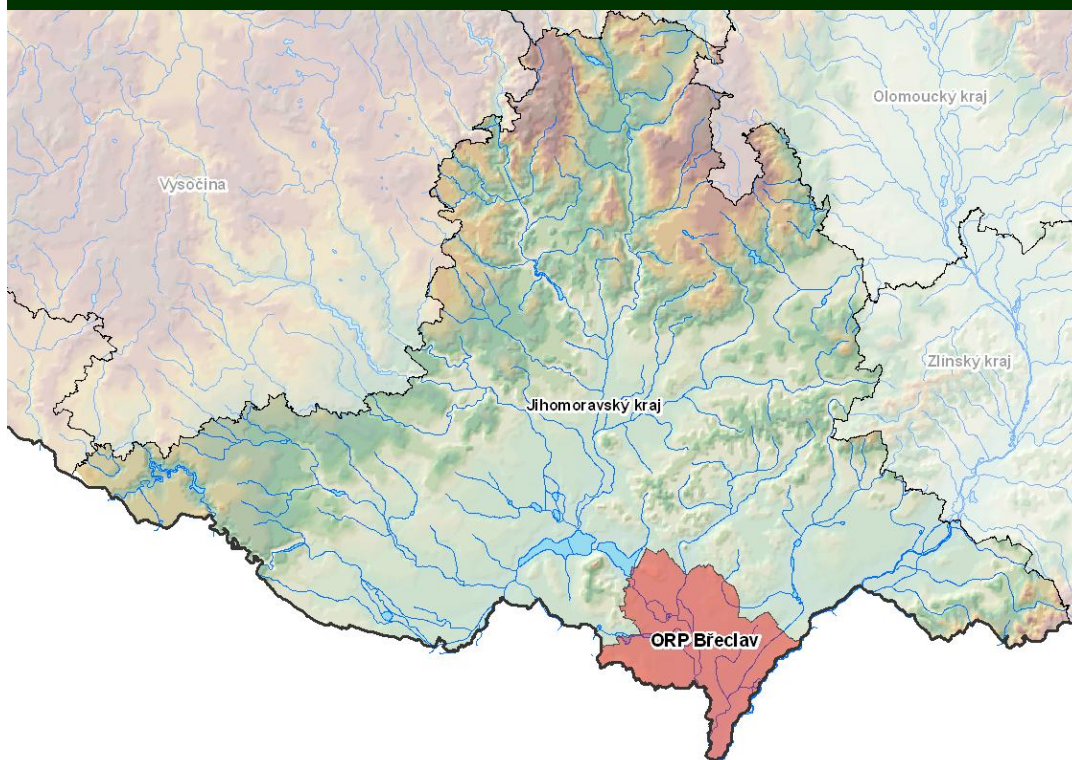 Olomoucký kraj
Vysočina
Zlínský kraj
Jihomoravský kraj
ORP Břeclav